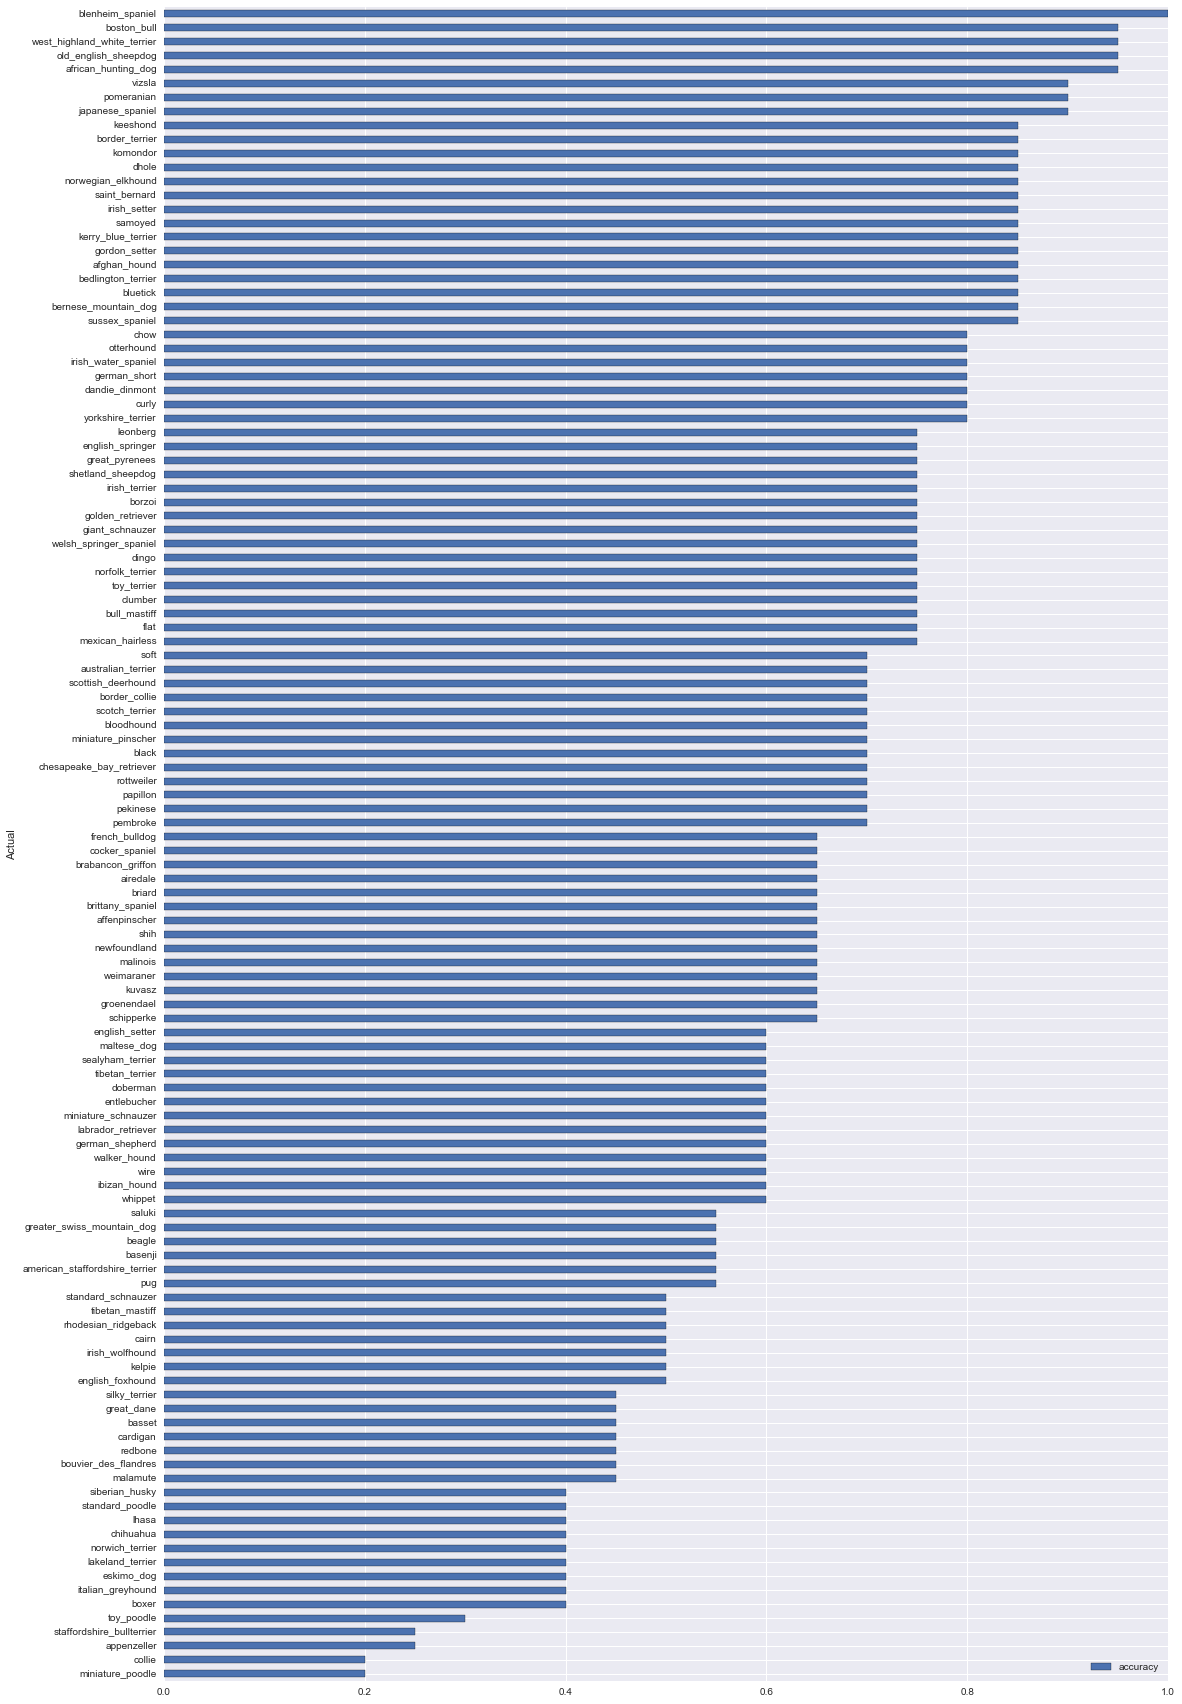 blenheim_spaniel
boston_bull
west_highland_white_terrier
old_english_sheepdog
african_hunting_dog
vizsla
pomeranian
japanese_spaniel
keeshond
border_terrier
komondor
dhole
norwegian_elkhound
saint_bernard
irish_setter
samoyed
kerry_blue_terrier
gordon_setter
afghan_hound
bedlington_terrier
bluetick
bernese_mountain_dog
sussex_spaniel
chow
otterhound
irish_water_spaniel
german_short
dandie_dinmont
curly
yorkshire_terrier
leonberg
english_springer
great_pyrenees
shetland_sheepdog
irish_terrier
borzoi
golden_retriever
giant_schnauzer
welsh_springer_spaniel
dingo
norfolk_terrier
toy_terrier
clumber
bull_mastiff
flat
mexican_hairless
soft
australian_terrier
scottish_deerhound
border_collie
scotch_terrier
bloodhound
miniature_pinscher
black
chesapeake_bay_retriever
rottweiler
papillon
pekinese
pembroke
french_bulldog
cocker_spaniel
brabancon_griffon
airedale
briard
brittany_spaniel
affenpinscher
shih
newfoundland
malinois
weimaraner
kuvasz
groenendael
schipperke
english_setter
maltese_dog
sealyham_terrier
tibetan_terrier
doberman
entlebucher
miniature_schnauzer
labrador_retriever
german_shepherd
walker_hound
wire
ibizan_hound
whippet
saluki
greater_swiss_mountain_dog
beagle
basenji
american_staffordshire_terrier
pug
standard_schnauzer
tibetan_mastiff
rhodesian_ridgeback
cairn
irish_wolfhound
kelpie
english_foxhound
silky_terrier
great_dane
basset
cardigan
redbone
bouvier_des_flandres
malamute
siberian_husky
standard_poodle
lhasa
chihuahua
norwich_terrier
lakeland_terrier
eskimo_dog
italian_greyhound
boxer
toy_poodle
staffordshire_bullterrier
appenzeller
collie
miniature_poodle
Actual
accuracy
0.0 0.2 0.4 0.6 0.8 1.0